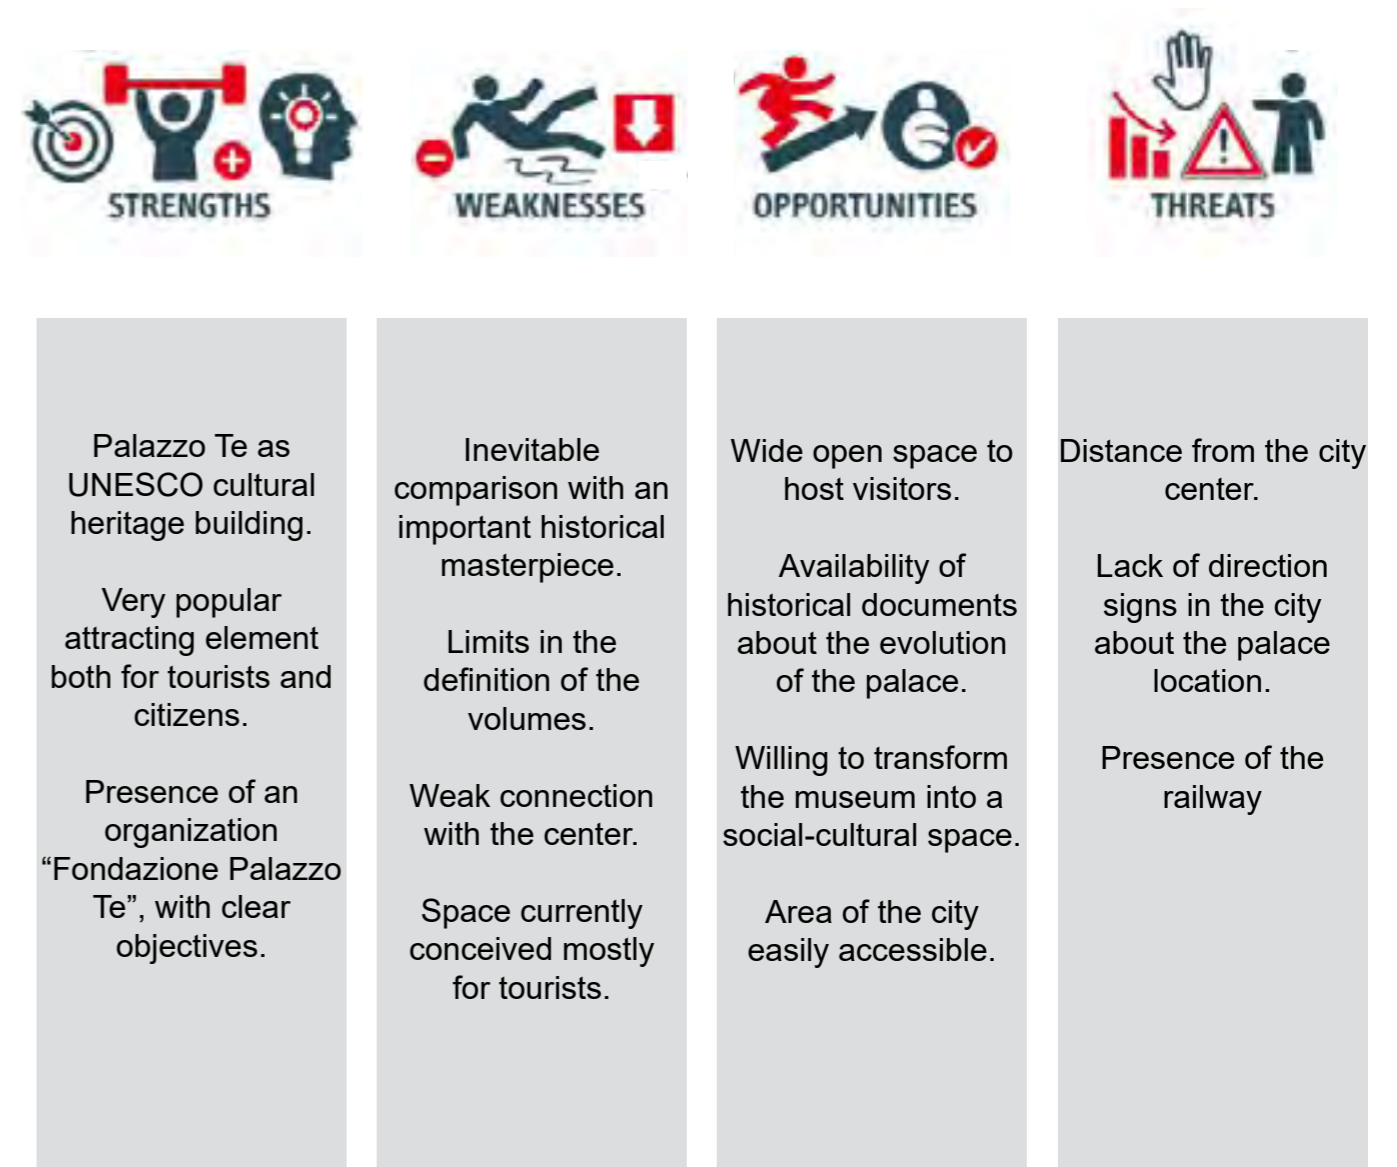 STRENGTHS
WEAKNESSES
OPPORTUNITIES
THREATS
Palazzo Te as
UNESCO cultural
heritage building.
Very popular
attracting element
both for tourists and
citizens.
Presence of an
organization
“Fondazione Palazzo
Te”, with clear
objectives.
Inevitable
comparison with an
important historical
masterpiece.
Limits in the
definition of the
volumes.
Weak connection
with the center.
Space currently
conceived mostly
for tourists.
Wide open space to
host visitors.
Availability of
historical documents
about the evolution
of the palace.
Willing to transform
the museum into a
social-cultural space.
Area of the city
easily accessible.
Distance from the city
center.
Lack of direction
signs in the city
about the palace
location.
Presence of the
railway